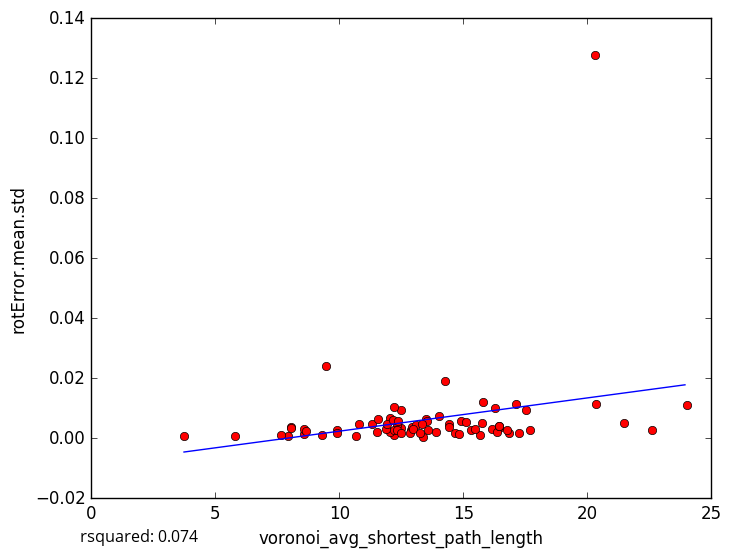 0.14
0.12
0.10
0.08
0.06
0.04
0.02
0.00
−0.02
rotError.mean.std
0 5 10 15 20 25
rsquared: 0.074
voronoi_avg_shortest_path_length